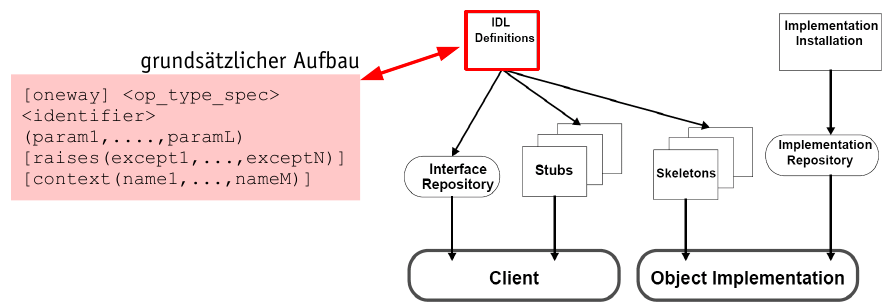 grundsätzlicher Aufbau
[oneway] <op_type_spec>
<identifier>
(param1,....,paramL)
[raises(except1,...,exceptN)]
[context(name1,...,nameM)]
IDL
Definitions
Implementation
Installation
Interface
Repository
Stubs
Skeletons
Implementation
Repository
Client
Object Implementation